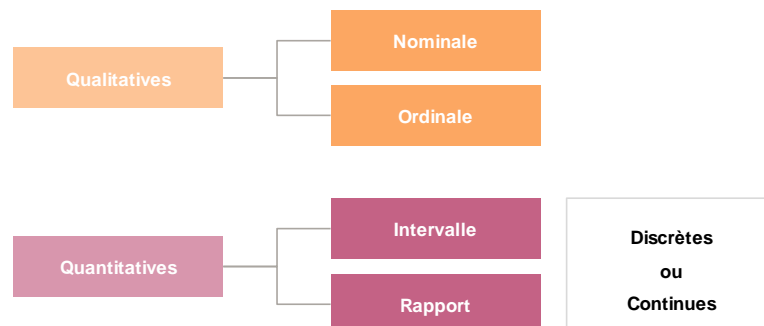 Qualitatives
Nominale
Ordinale
Quantitatives
Intervalle
Rapport
Discrètes
ou
Continues